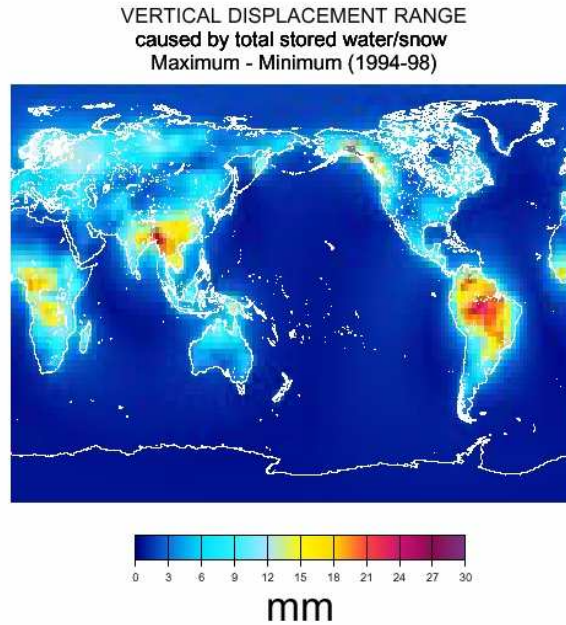 VERTICAL DISPLACEMENT RANGE
caused by total stored water/snow
Maximum - Minimum (1994-98)
0 3 6 9 12 15 18 21 24 27 30
mm